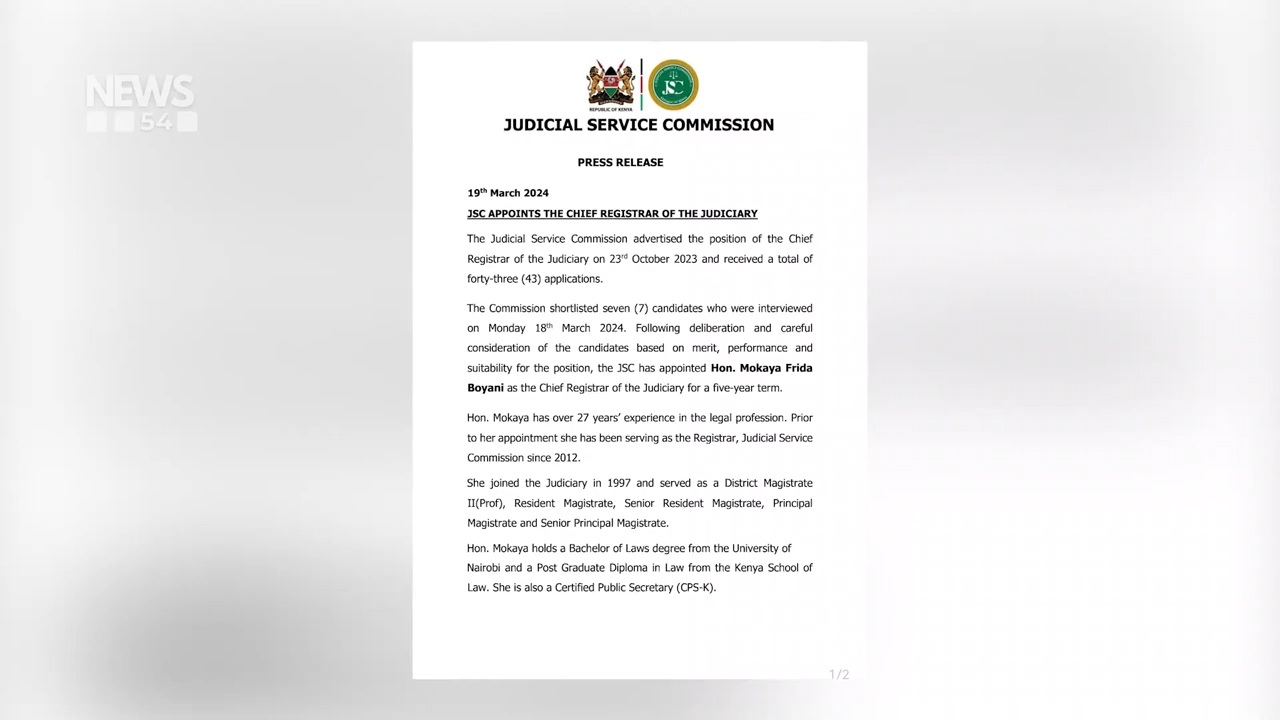 NEWS
54
REPUBLIC OF KENYA
JSC
JUDICIAL SERVICE COMMISSION
PRESS RELEASE
19th March 2024
JSC APPOINTS THE CHIEF REGISTRAR OF THE JUDICIARY
The Judicial Service Commission advertised the position of the Chief
Registrar of the Judiciary on 23rd October 2023 and received a total of
forty-three (43) applications.
The Commission shortlisted seven (7) candidates who were interviewed
on Monday 18th March 2024. Following deliberation and careful
consideration of the candidates based on merit, performance and
suitability for the position, the JSC has appointed Hon. Mokaya Frida
Boyani as the Chief Registrar of the Judiciary for a five-year term.
Hon. Mokaya has over 27 years' experience in the legal profession. Prior
to her appointment she has been serving as the Registrar, Judicial Service
Commission since 2012.
She joined the Judiciary in 1997 and served as a District Magistrate
II(Prof), Resident Magistrate, Senior Resident Magistrate, Principal
Magistrate and Senior Principal Magistrate.
Hon. Mokaya holds a Bachelor of Laws degree from the University of
Nairobi and a Post Graduate Diploma in Law from the Kenya School of
Law. She is also a Certified Public Secretary (CPS-K).
1/2